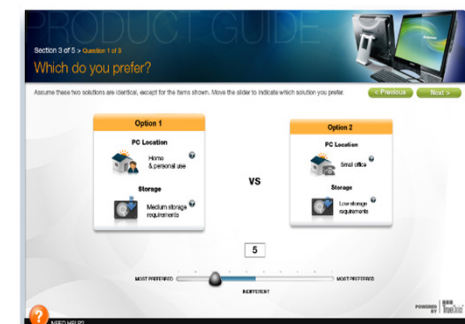 PRODUCT GUIDE
Section 3 of 5 > Question 1 of 3
Which do you prefer?
Assume these two solutions are identical, except for the items shown. Move the slider to indicate which solution you prefer.
< Previous
Next >
Option 1
PC Location
Home
& personal use
Storage
Medium storage
requirements
VS
Option 2
PC Location
Small office
Storage
Low storage
requirements
5
MOST PREFERRED
MOST PREFERRED
INDIFFERENT
POWERED
BY
NEED HELP?